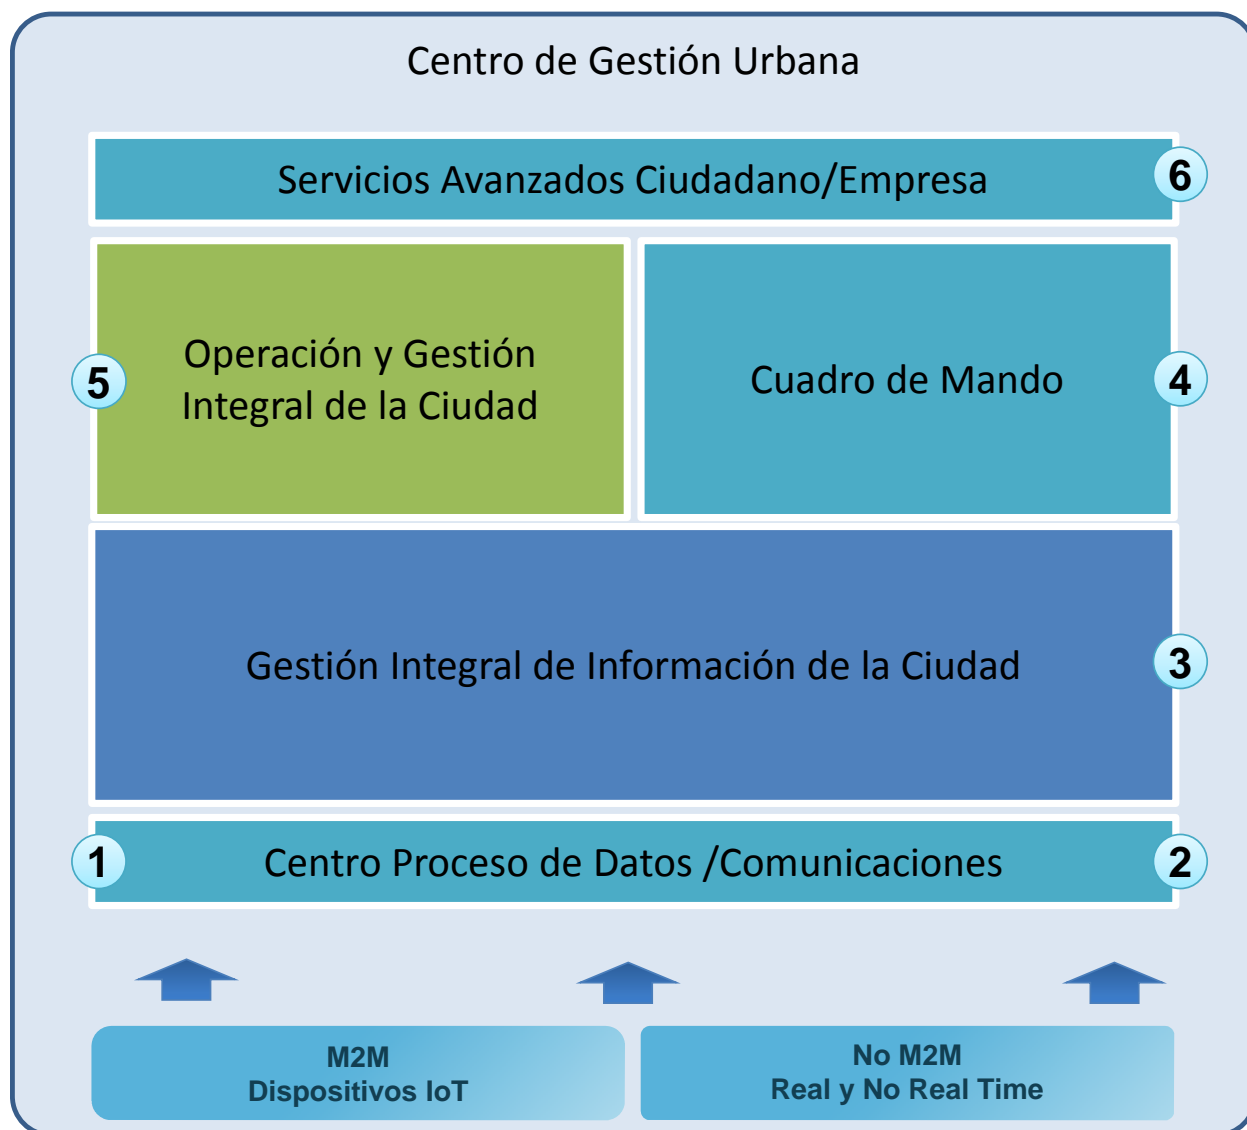 Centro de Gestión Urbana
Servicios Avanzados Ciudadano/Empresa
6
Operación y Gestión
Integral de la Ciudad
5
Cuadro de Mando
4
Gestión Integral de Información de la Ciudad
3
1
Centro Proceso de Datos /Comunicaciones
2
M2M
Dispositivos IoT
No M2M
Real y No Real Time